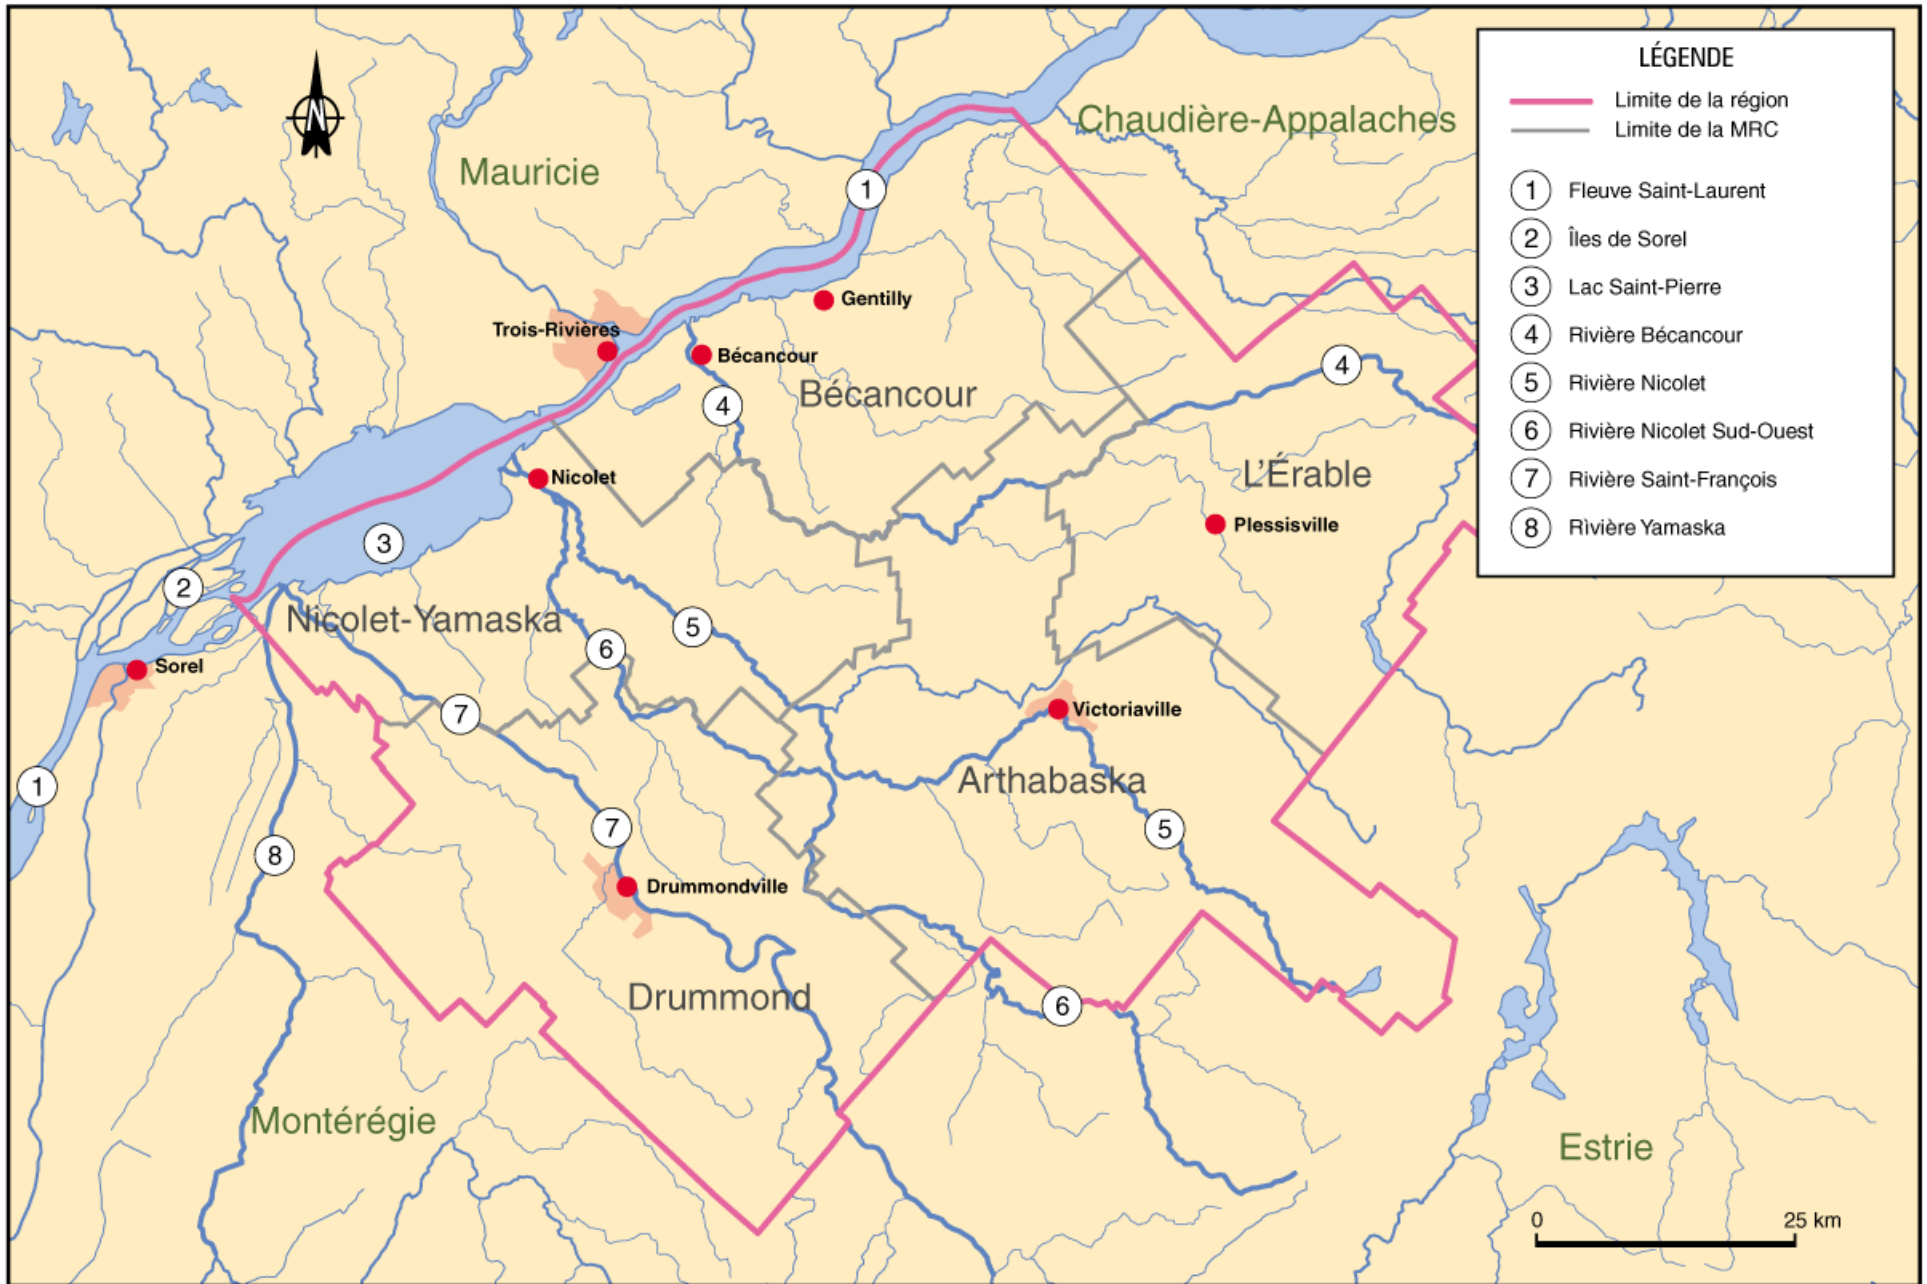 LÉGENDE
Limite de la région
Limite de la MRC
1 Fleuve Saint-Laurent
2 Îles de Sorel
3 Lac Saint-Pierre
4 Rivière Bécancour
5 Rivière Nicolet
6 Rivière Nicolet Sud-Ouest
7 Rivière Saint-François
8 Rìvière Yamaska
N
Chaudière-Appalaches
Mauricie
1
Gentilly
Trois-Rivières
Bécancour
4
Bécancour
4
L'Érable
Nicolet
Plessisville
3
2
Nicolet-Yamaska
5
6
Sorel
7
Victoriaville
1
Arthabaska
7
5
8
Drummondville
Drummond
6
Montérégie
Estrie
0
25 km